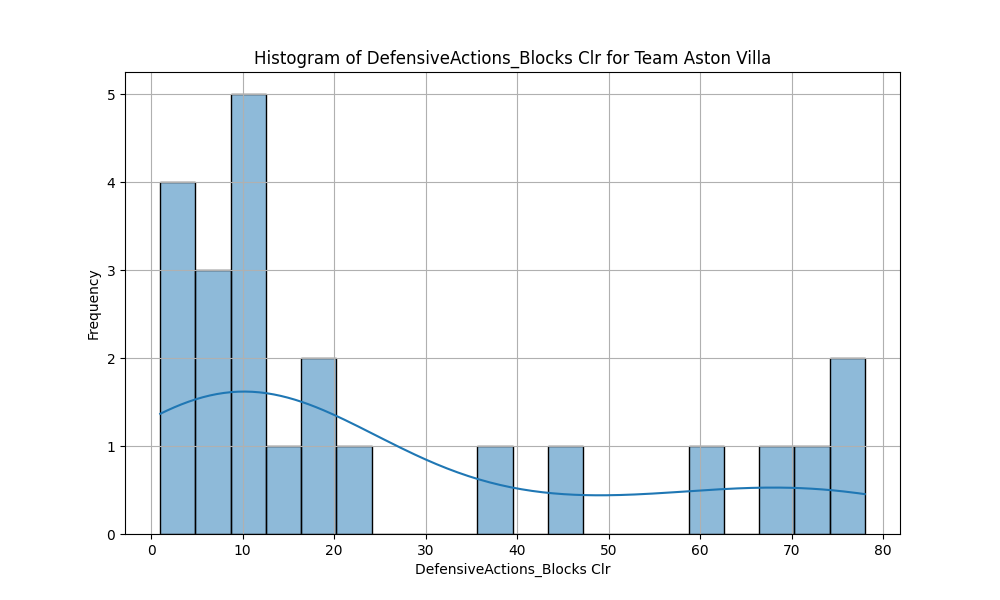 Histogram of DefensiveActions_Blocks Clr for Team Aston Villa
5
4
3
2
1
0
Frequency
0 10 20 30 40 50 60 70 80
DefensiveActions_Blocks Clr